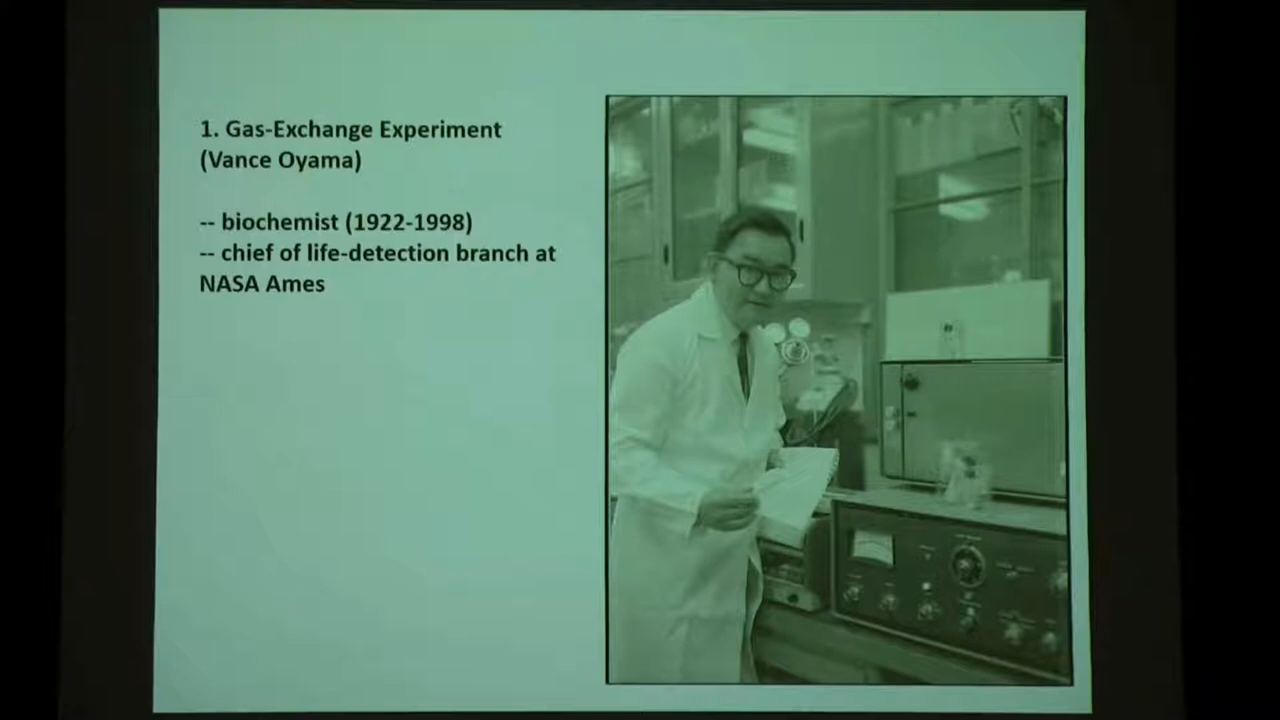 1. Gas-Exchange Experiment
(Vance Oyama)
-- biochemist (1922-1998)
-- chief of life-detection branch at
NASA Ames